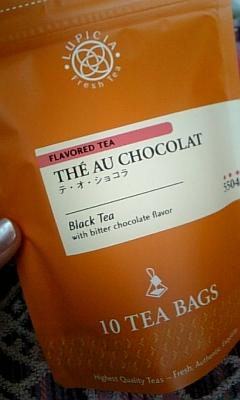 LUPICIA
Fresh Tea
FLAVORED TEA
THÉ AU CHOCOLAT
テ・オ・ショコラ
5504
Black Tea
with bitter chocolate flavor
10 TEA BAGS
Highest Quality Teas — Fresh, Authentic,